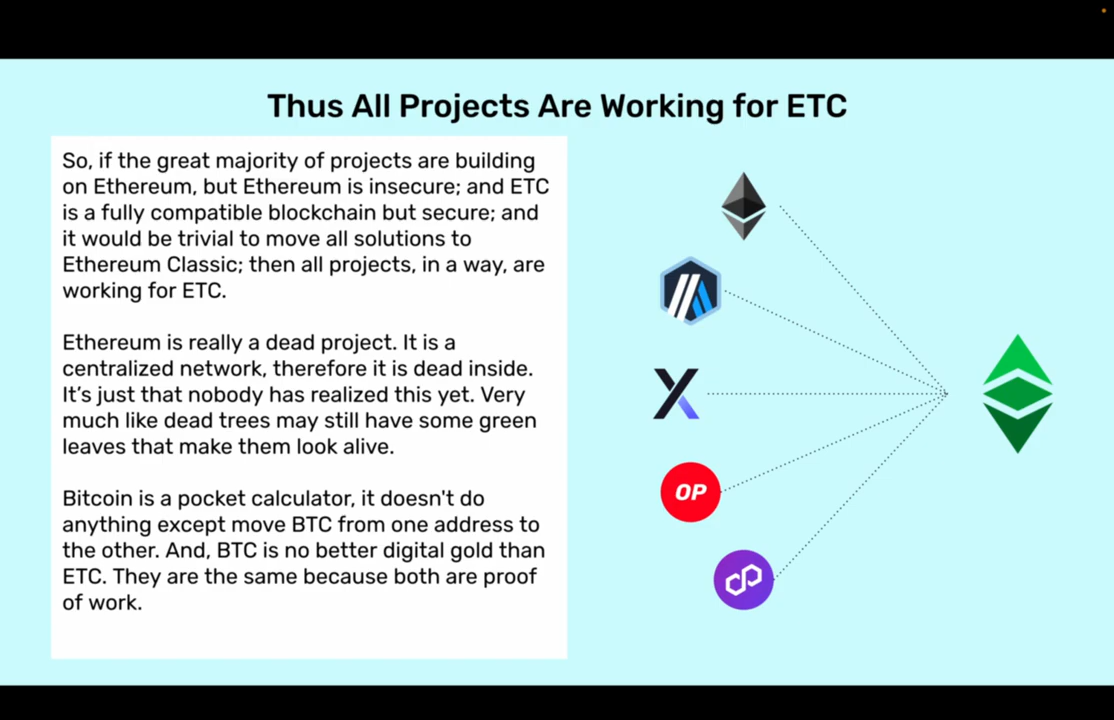 Thus All Projects Are Working for ETC
So, if the great majority of projects are building
on Ethereum, but Ethereum is insecure; and ETC
is a fully compatible blockchain but secure; and
it would be trivial to move all solutions to
Ethereum Classic; then all projects, in a way, are
working for ETC.
Ethereum is really a dead project. It is a
centralized network, therefore it is dead inside.
It's just that nobody has realized this yet. Very
much like dead trees may still have some green
leaves that make them look alive.
Bitcoin is a pocket calculator, it doesn't do
anything except move BTC from one address to
the other. And, BTC is no better digital gold than
ETC. They are the same because both are proof
of work.
OP